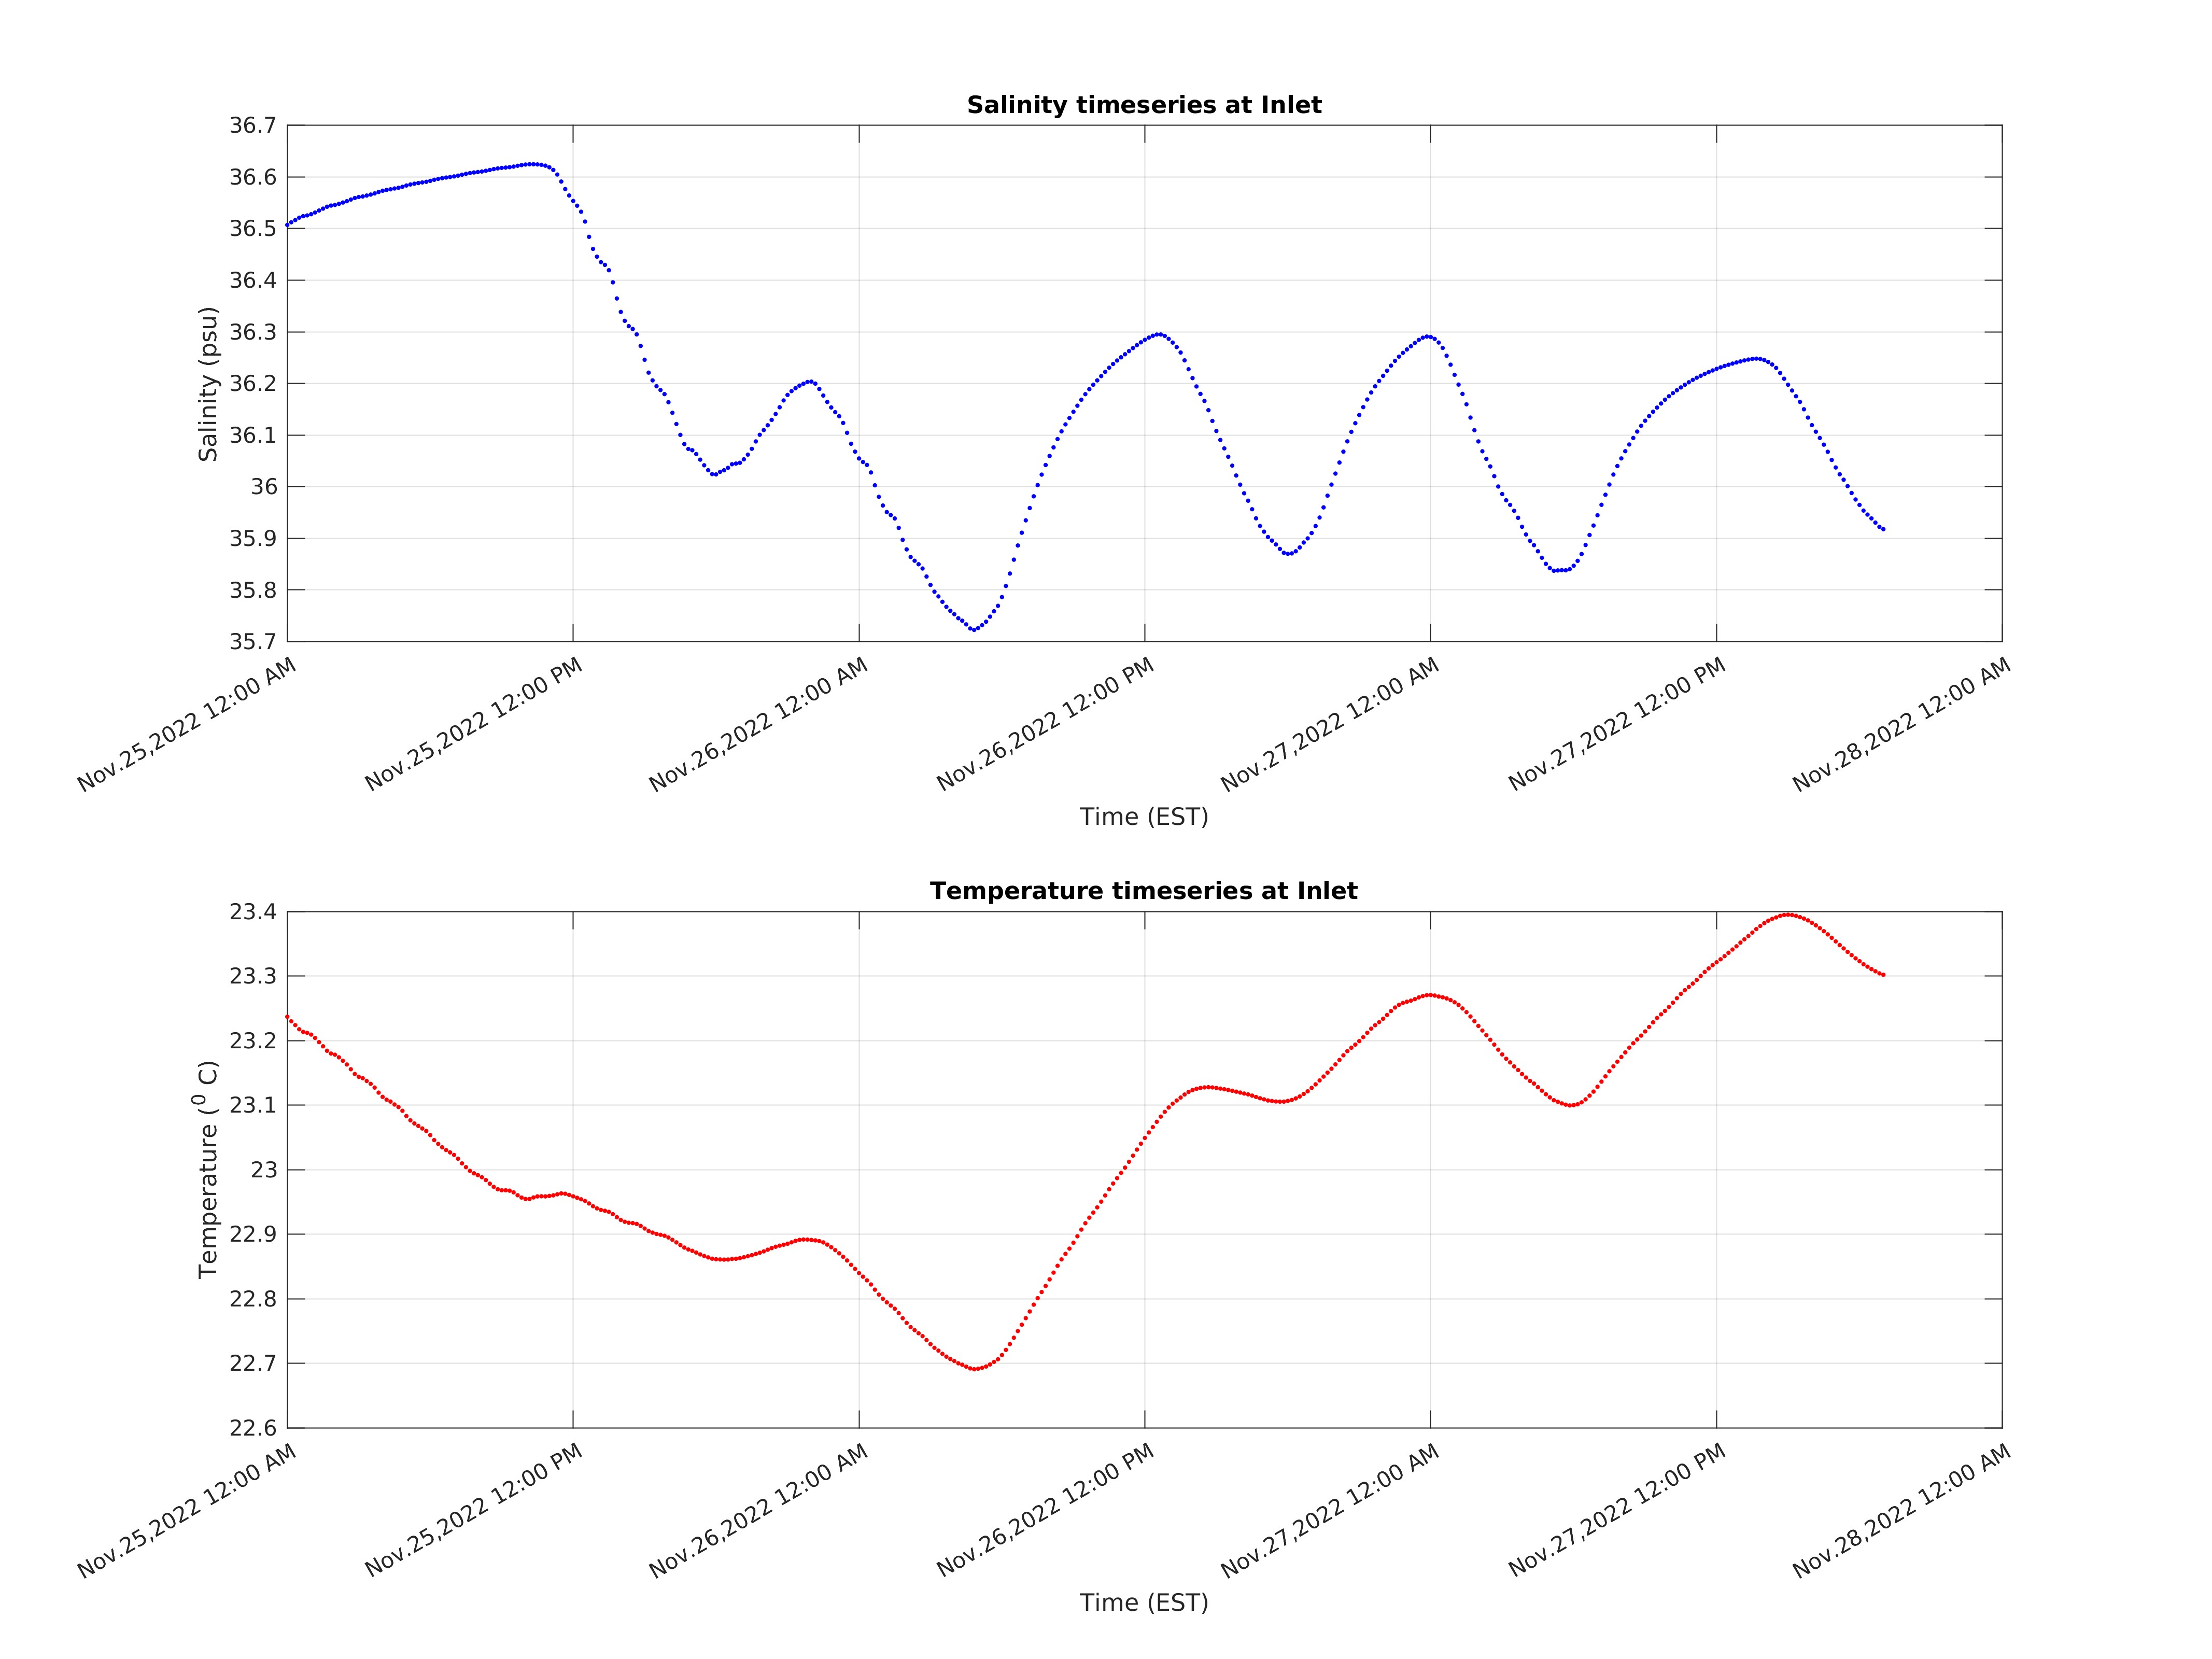 Salinity timeseries at Inlet
Salinity (psu)
36.7
36.6
36.5
36.4
36.3
36.2
36.1
36
35.9
35.8
35.7
Nov.25,2022 12:00 AM
Nov.25,2022 12:00 PM
Nov.26,2022 12:00 AM
Nov.26,2022 12:00 PM
Nov.27,2022 12:00 AM
Nov.27,2022 12:00 PM
Nov.28,2022 12:00 AM
Time (EST)
Temperature timeseries at Inlet
Temperature (⁰ C)
23.4
23.3
23.2
23.1
23
22.9
22.8
22.7
22.6
Nov.25,2022 12:00 AM
Nov.25,2022 12:00 PM
Nov.26,2022 12:00 AM
Nov.26,2022 12:00 PM
Nov.27,2022 12:00 AM
Nov.27,2022 12:00 PM
Nov.28,2022 12:00 AM
Time (EST)